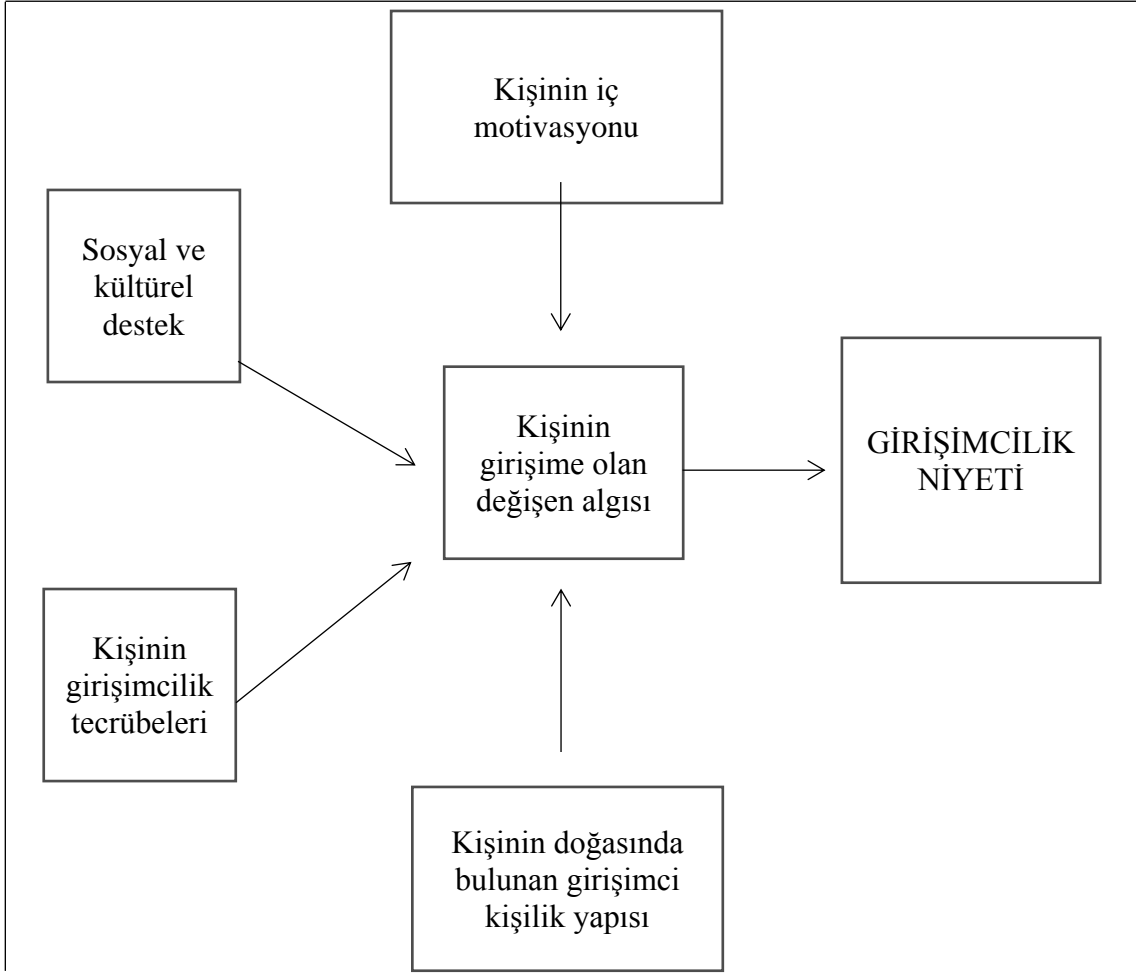 Kişinin iç
motivasyonu
Sosyal ve
kültürel
destek
Kişinin
girişime olan
değişen algısı
GİRİŞİMCİLİK
NİYETİ
Kişinin
girişimcilik
tecrübeleri
Kişinin doğasında
bulunan girişimci
kişilik yapısı